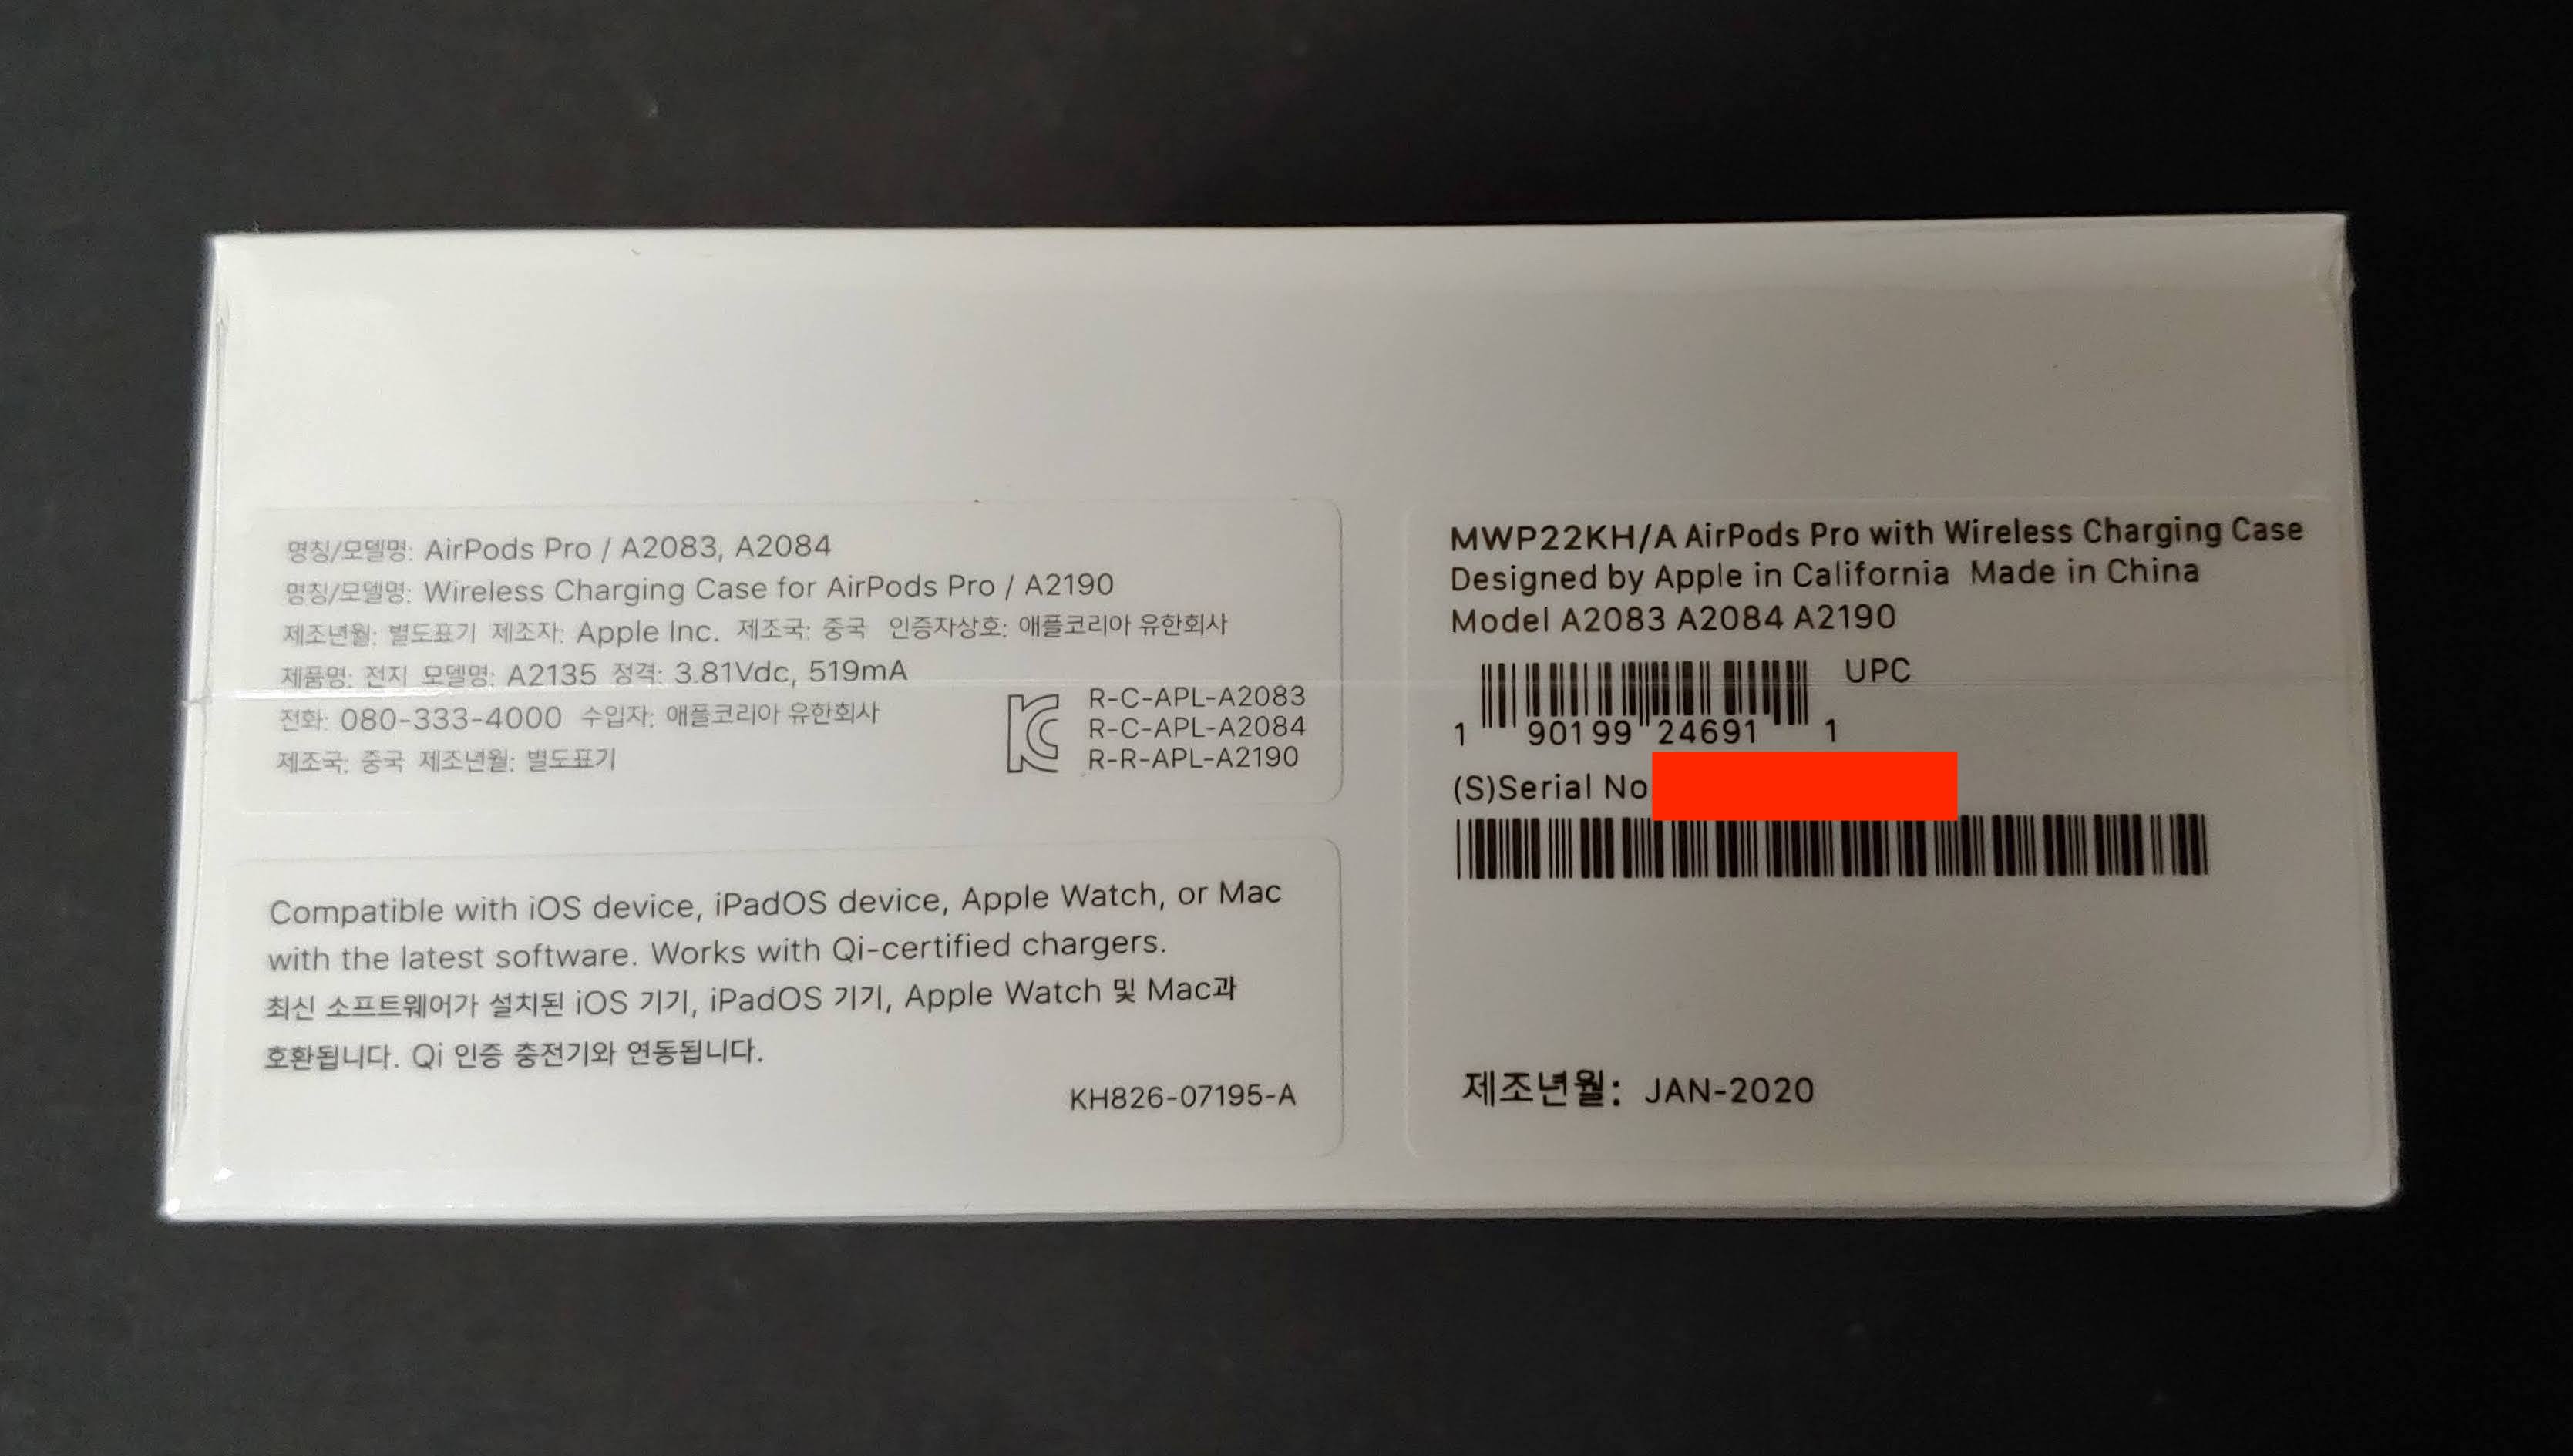 명칭/모델명: AirPods Pro / A2083, A2084
명칭/모델명: Wireless Charging Case for AirPods Pro / A2190
제조년월: 별도표기 제조자: Apple Inc. 제조국: 중국 인증자상호: 애플코리아 유한회사
제품명: 전지 모델명: A2135 정격: 3.81Vdc, 519mA
전화: 080-333-4000 수입자: 애플코리아 유한회사
제조국: 중국 제조년월: 별도표기
R-C-APL-A2083
R-C-APL-A2084
R-R-APL-A2190
Compatible with iOS device, iPadOS device, Apple Watch, or Mac
with the latest software. Works with Qi-certified chargers.
최신 소프트웨어가 설치된 iOS 기기, iPadOS 기기, Apple Watch 및 Mac과
호환됩니다. Qi 인증 충전기와 연동됩니다.
KH826-07195-A
MWP22KH/A AirPods Pro with Wireless Charging Case
Designed by Apple in California Made in China
Model A2083 A2084 A2190
UPC
1 90199 24691 1
(S)Serial No
제조년월: JAN-2020